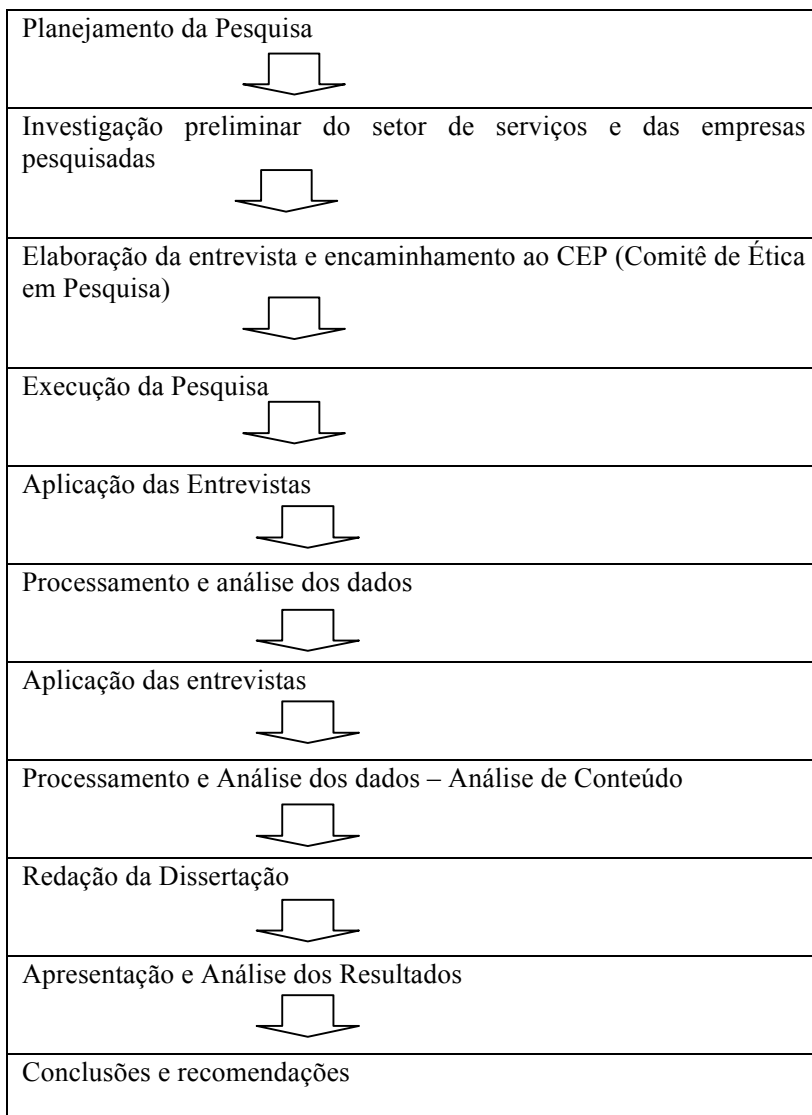 Planejamento da Pesquisa
Investigação preliminar do setor de serviços e das empresas
pesquisadas
Elaboração da entrevista e encaminhamento ao CEP (Comitê de Ética
em Pesquisa)
Execução da Pesquisa
Aplicação das Entrevistas
Processamento e análise dos dados
Aplicação das entrevistas
Processamento e Análise dos dados – Análise de Conteúdo
Redação da Dissertação
Apresentação e Análise dos Resultados
Conclusões e recomendações